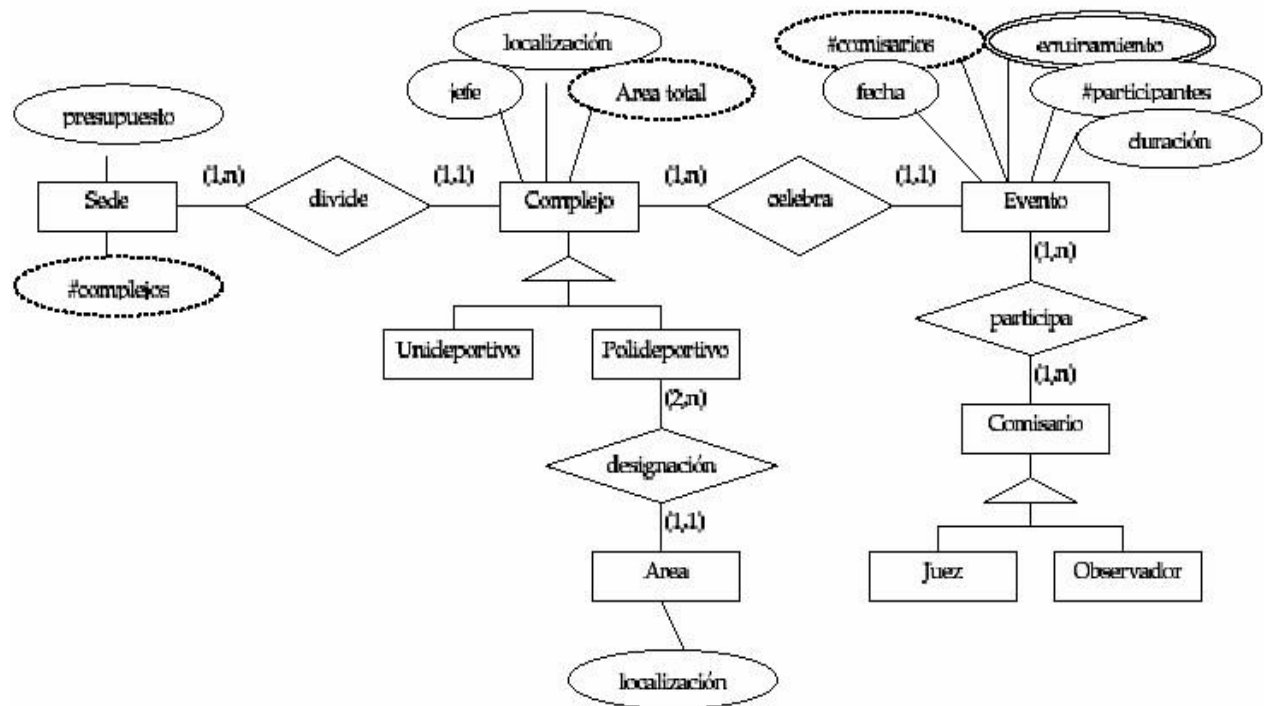 localización
#comisarios
equipamiento
jefe
Area total
fecha
#participantes
presupuesto
duración
(1,n)
(1,1)
(1,n)
(1,1)
Sede
divide
Complejo
celebra
Evento
(1,n)
#complejos
participa
Unideportivo
Polideportivo
(1,n)
(2,n)
Comisario
designación
(1,1)
Area
Juez
Observador
localización